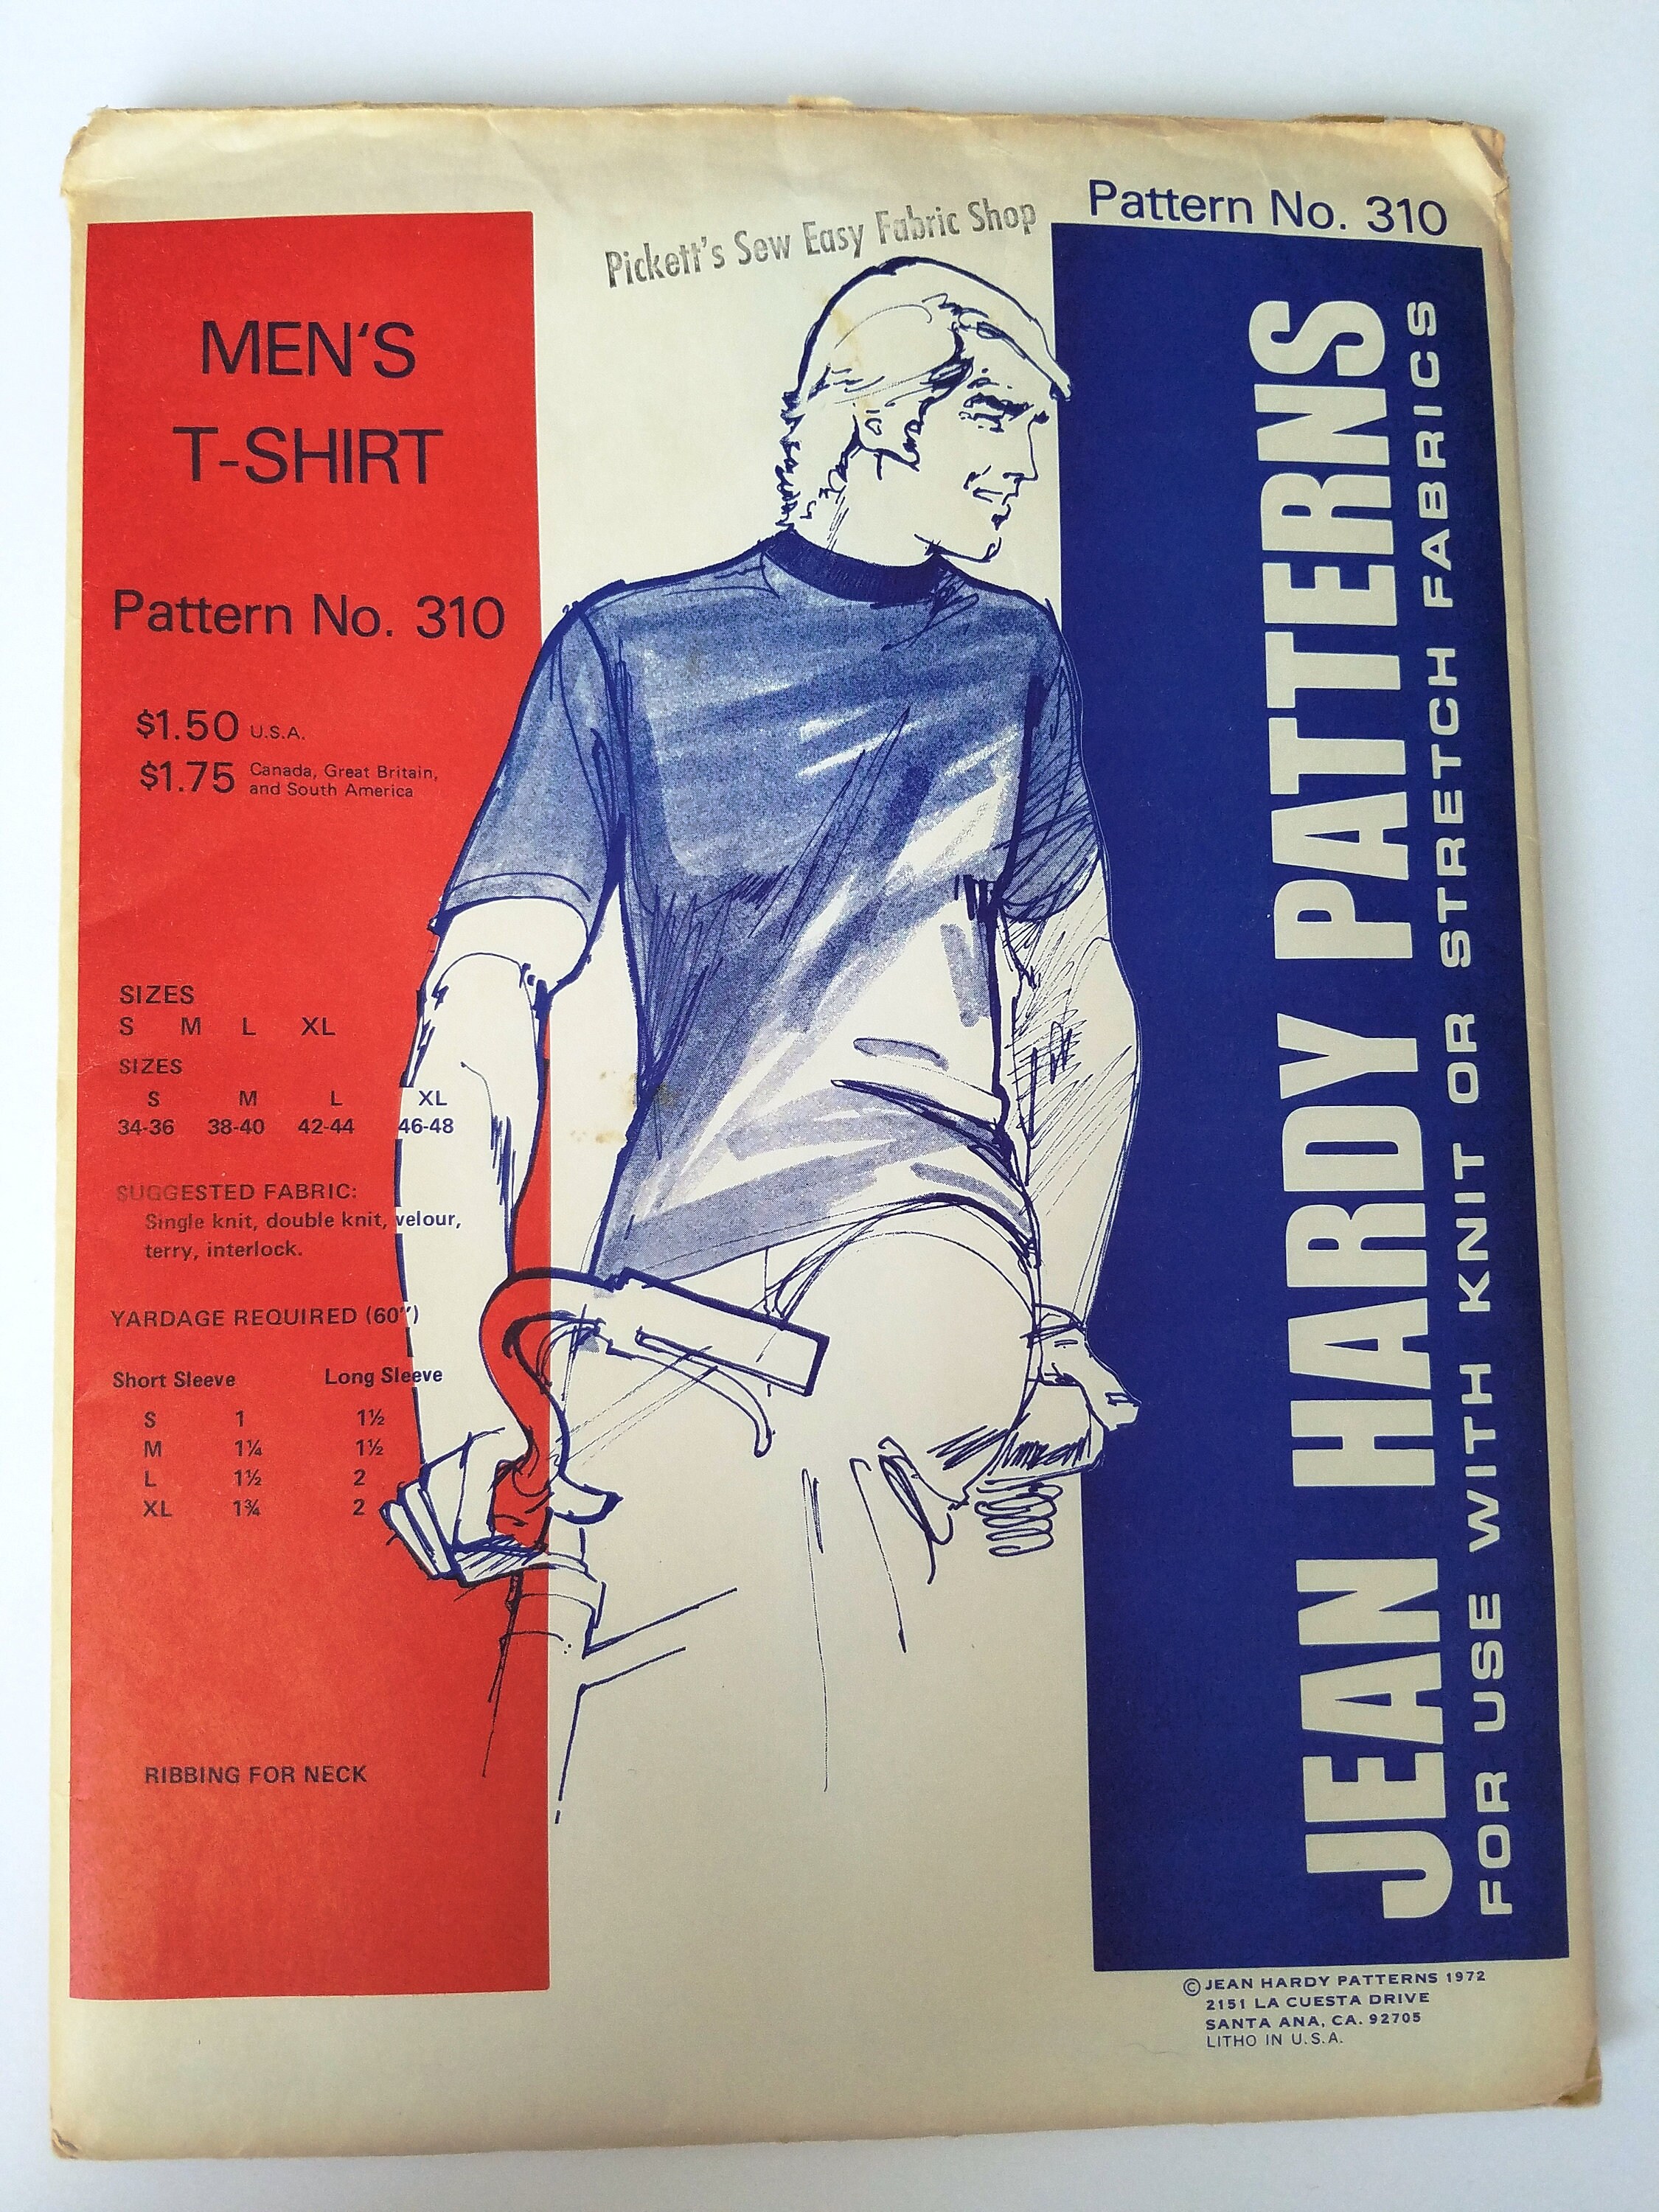 Pattern No. 310
Pickett's Sew Easy Fabric Shop
MEN'S
T-SHIRT
Pattern No. 310
$1.50 U.S.A.
$1.75 Canada, Great Britain,
and South America
SIZES
S M L XL
SIZES
S M L XL
34-36 38-40 42-44 46-48
SUGGESTED FABRIC:
Single knit, double knit, velour,
terry, interlock.
YARDAGE REQUIRED (60")
Short Sleeve Long Sleeve
S 1 1½
M 1¼ 1½
L 1½ 2
XL 1¾ 2
RIBBING FOR NECK
JEAN HARDY PATTERNS
FOR USE WITH KNIT OR STRETCH FABRICS
© JEAN HARDY PATTERNS 1972
2151 LA CUESTA DRIVE
SANTA ANA, CA. 92705
LITHO IN U.S.A.